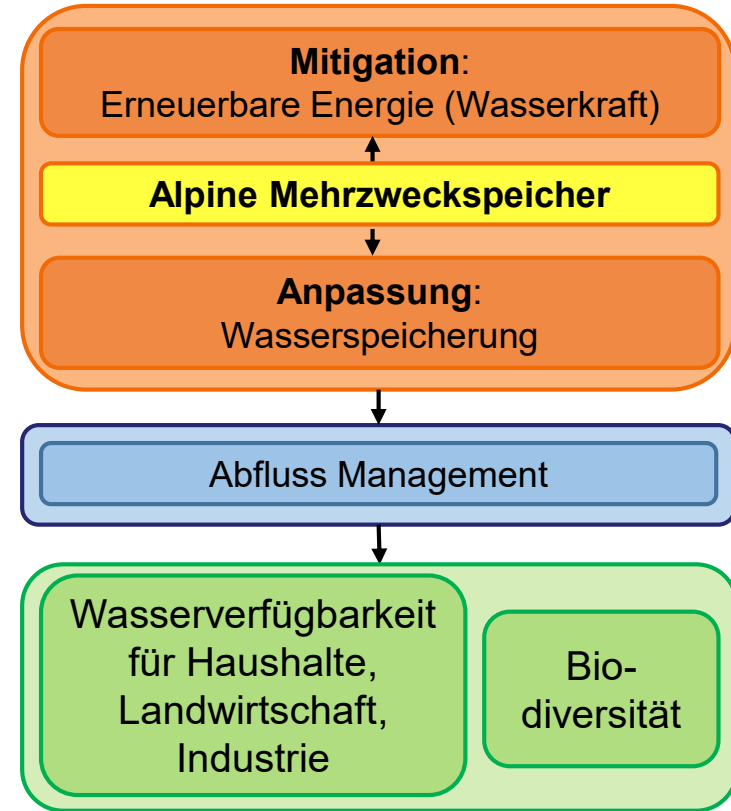 Mitigation:
Erneuerbare Energie (Wasserkraft)
Alpine Mehrzweckspeicher
Anpassung:
Wasserspeicherung
Abfluss Management
Wasserverfügbarkeit
für Haushalte,
Landwirtschaft,
Industrie
Bio-
diversität